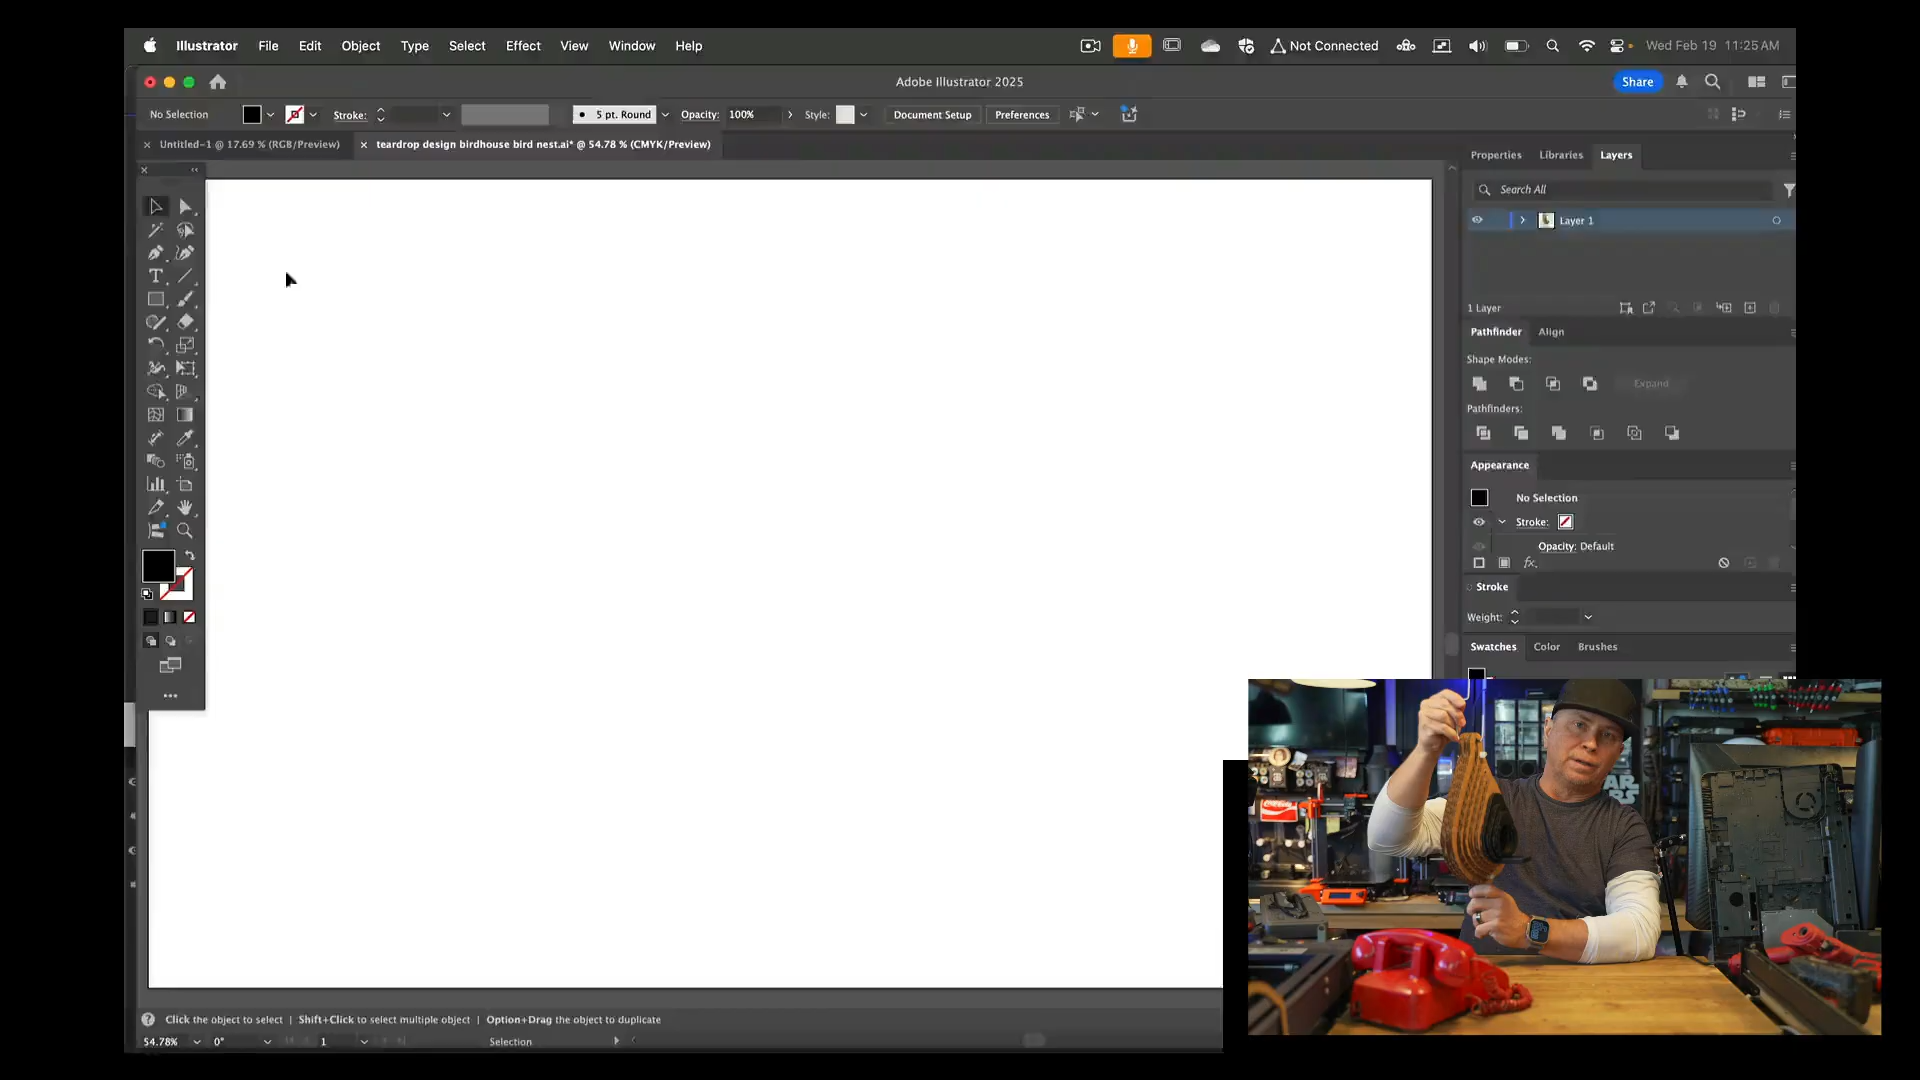 Illustrator File Edit Object Type Select Effect View Window Help Not Connected Wed Feb 19 11:25 AM
Adobe Illustrator 2025 Share
No Selection Stroke: 5 pt. Round Opacity: 100% Style: Document Setup Preferences
Untitled-1 @ 17.69 % (RGB/Preview) teardrop design birdhouse bird nest.ai* @ 54.78 % (CMYK/Preview)
Properties Libraries Layers
Search All
Layer 1
1 Layer
Pathfinder Align
Shape Modes:
Expand
Pathfinders:
Appearance
No Selection
Stroke:
Opacity: Default
fx.
Stroke
Weight:
Swatches Color Brushes
Coca-Cola
AR
RS
Click the object to select | Shift+Click to select multiple object | Option+Drag the object to duplicate
54.78% 0° 1 Selection